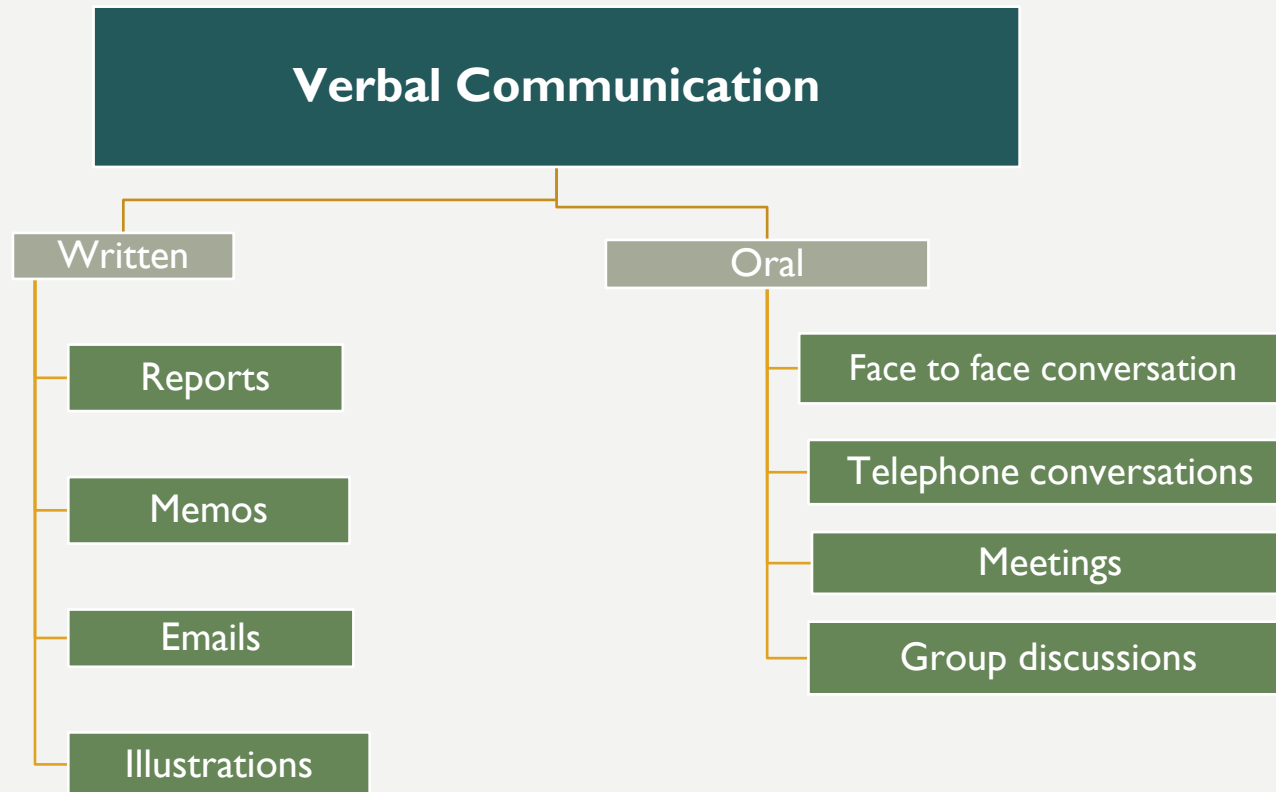 Verbal Communication
Written
Reports
Memos
Emails
Illustrations
Oral
Face to face conversation
Telephone conversations
Meetings
Group discussions